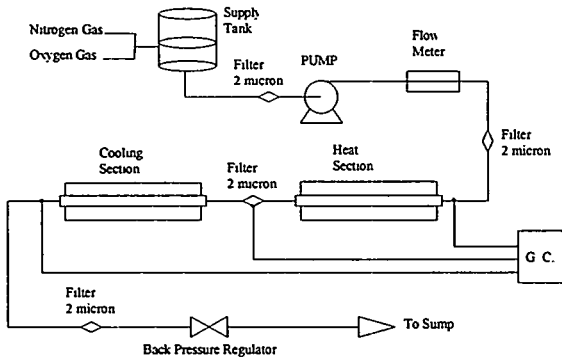 Nitrogen Gas
Oxygen Gas
Supply
Tank
Filter
2 micron
PUMP
Flow
Meter
Filter
2 micron
Cooling
Section
Filter
2 micron
Heat
Section
G. C.
Filter
2 micron
To Sump
Back Pressure Regulator